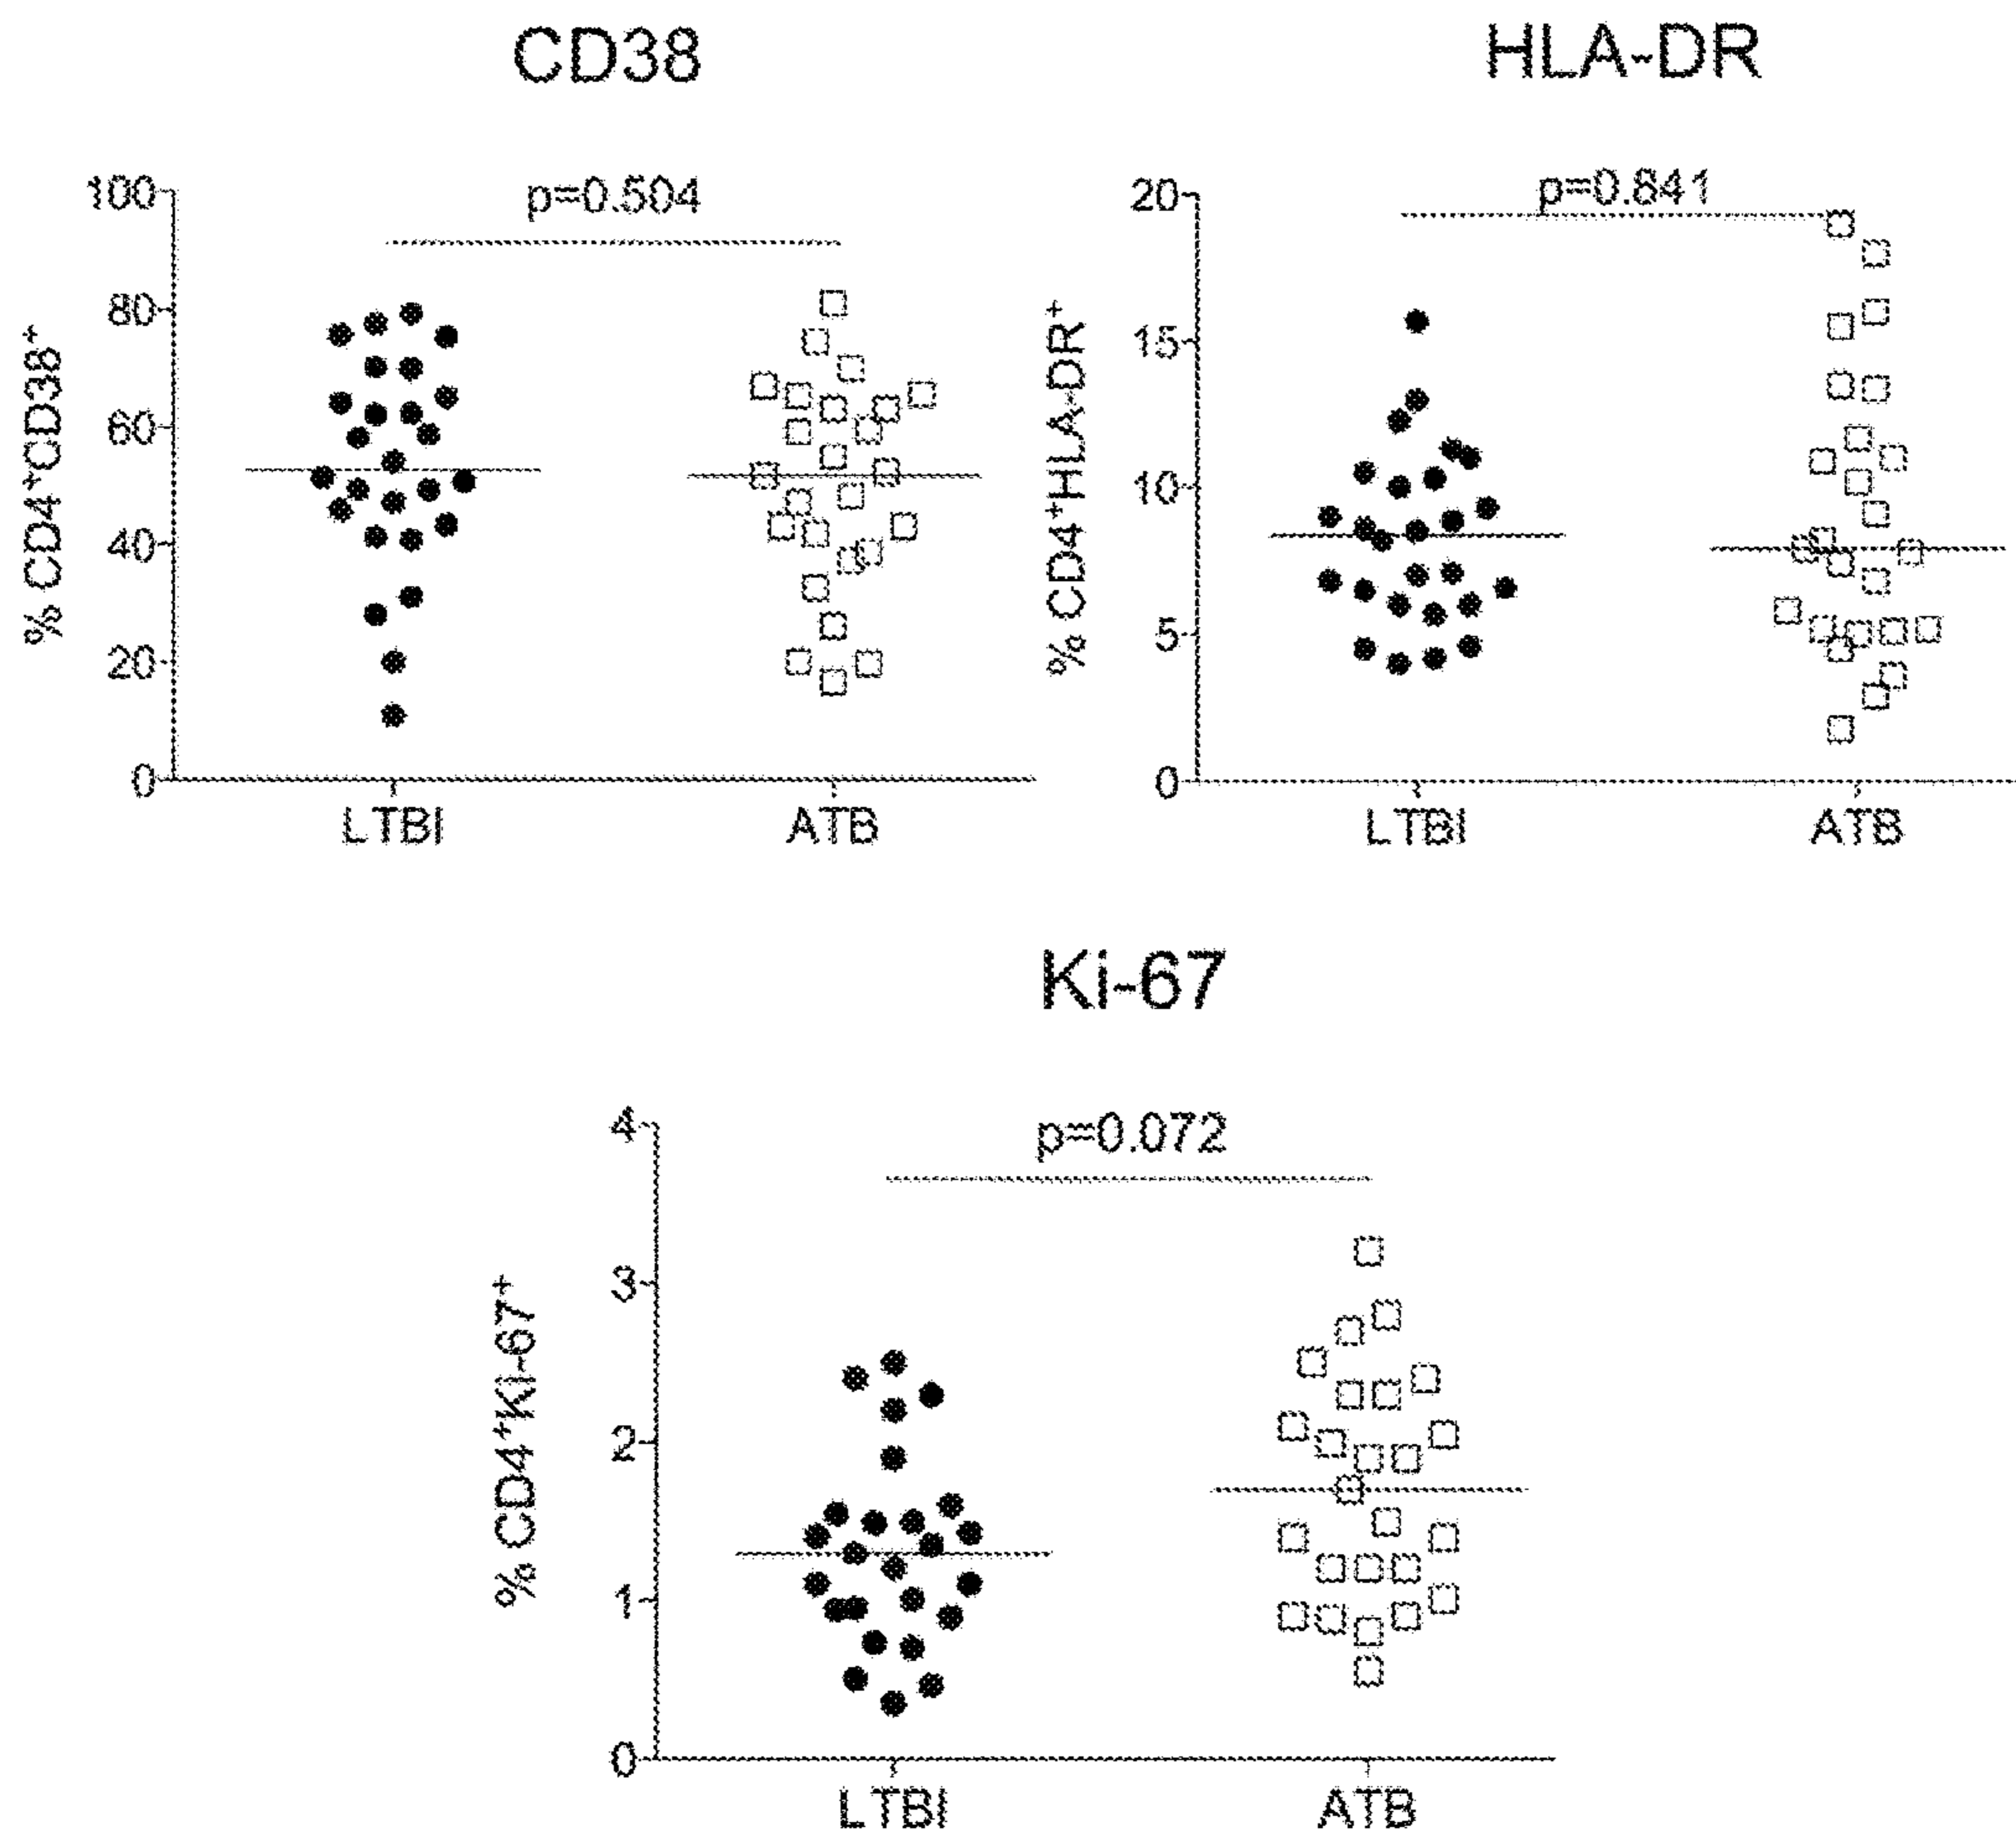 CD38
p=0.504
% CD4⁺CD38⁺
100
80
60
40
20
0
LTBI
ATB
HLA-DR
p=0.841
% CD4⁺HLA-DR⁺
20
15
10
5
0
LTBI
ATB
Ki-67
p=0.072
% CD4⁺Ki-67⁺
4
3
2
1
0
LTBI
ATB